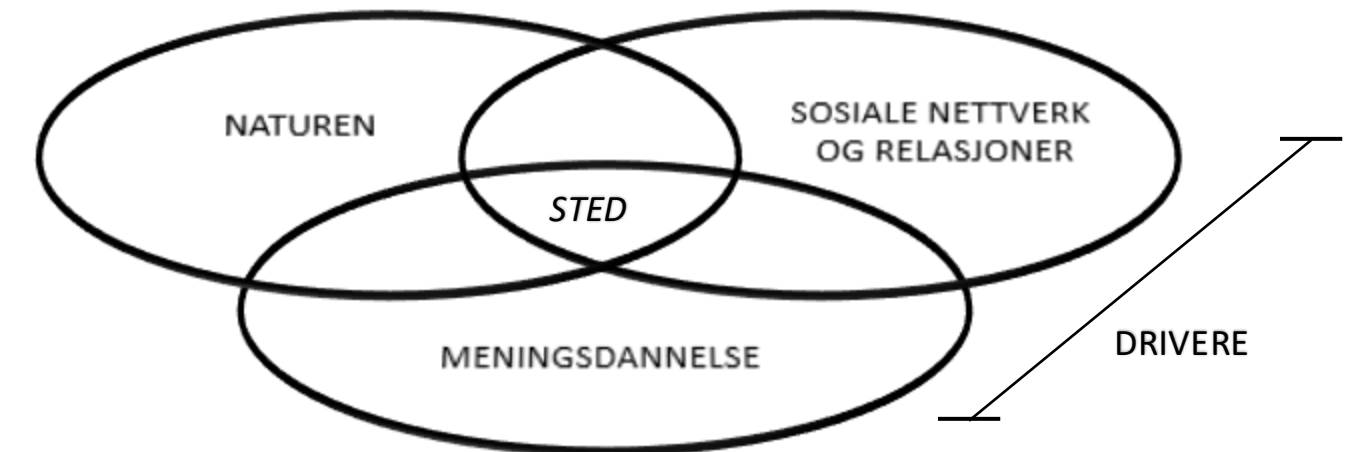 NATUREN
SOSIALE NETTVERK
OG RELASJONER
STED
MENINGSDANNELSE
DRIVERE